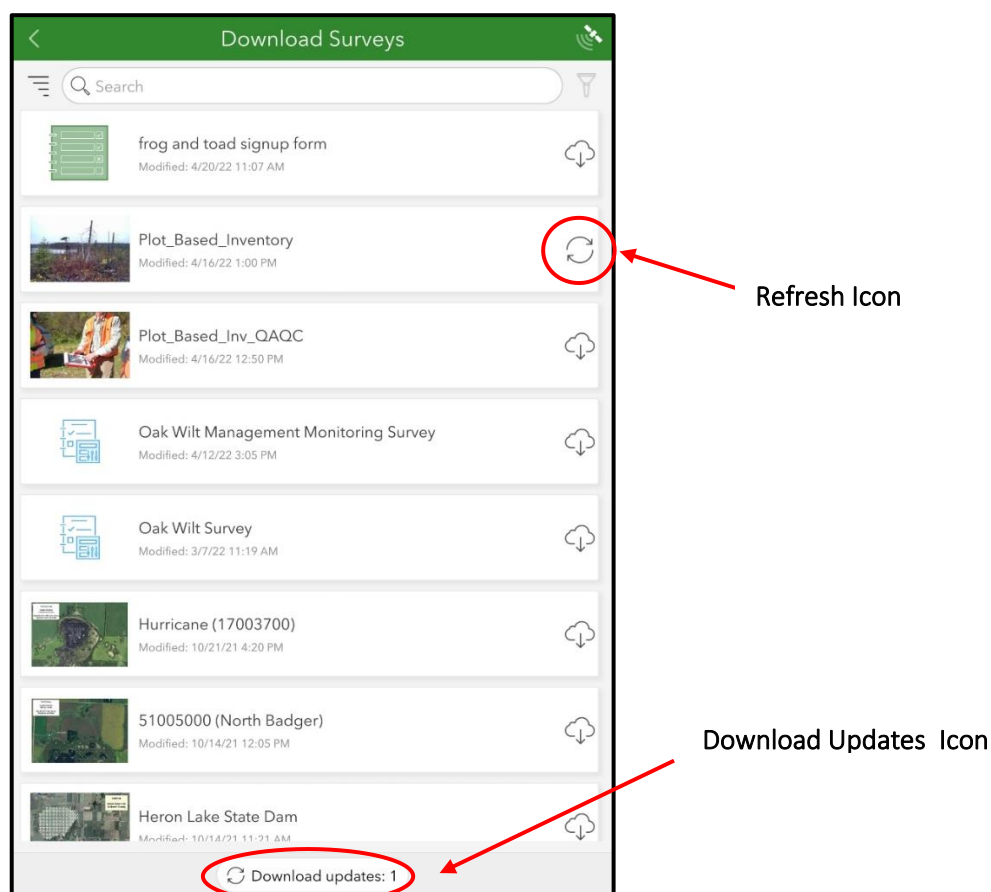 Download Surveys
Search
frog and toad signup form
Modified: 4/20/22 11:07 AM
Plot_Based_Inventory
Modified: 4/16/22 1:00 PM
Refresh Icon
Plot_Based_Inv_QAQC
Modified: 4/16/22 12:50 PM
Oak Wilt Management Monitoring Survey
Modified: 4/12/22 3:05 PM
Oak Wilt Survey
Modified: 3/7/22 11:19 AM
Hurricane (17003700)
Modified: 10/21/21 4:20 PM
51005000 (North Badger)
Modified: 10/14/21 12:05 PM
Download Updates Icon
Heron Lake State Dam
Modified: 10/14/21 11:21 AM
Download updates: 1